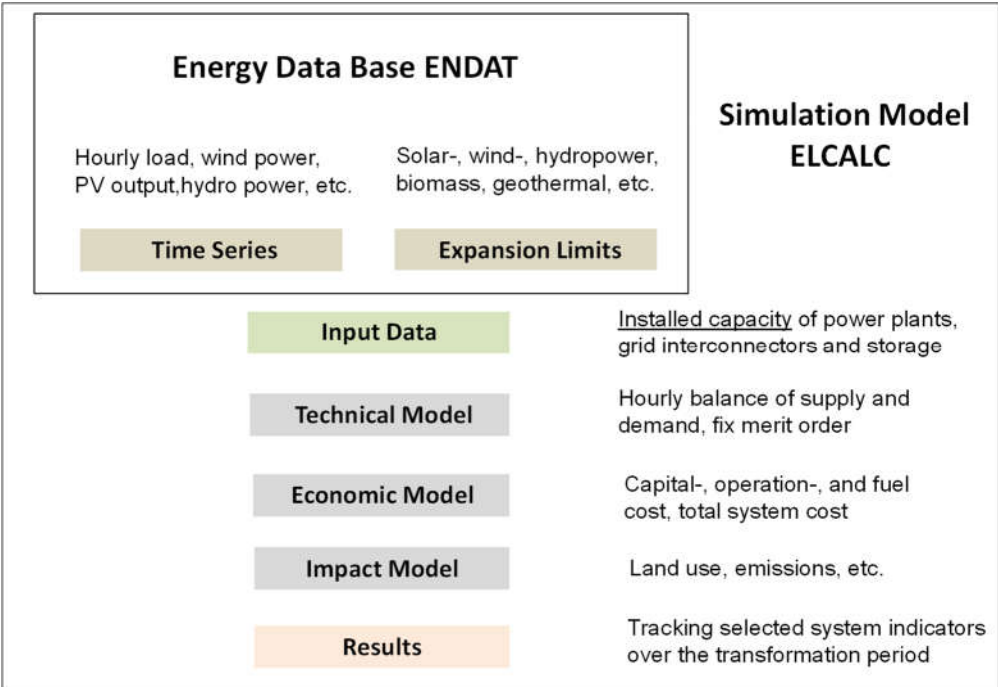 Energy Data Base ENDAT
Simulation Model
ELCALC
Hourly load, wind power,
PV output,hydro power, etc.
Solar-, wind-, hydropower,
biomass, geothermal, etc.
Time Series
Expansion Limits
Input Data
Installed capacity of power plants,
grid interconnectors and storage
Technical Model
Hourly balance of supply and
demand, fix merit order
Economic Model
Capital-, operation-, and fuel
cost, total system cost
Impact Model
Land use, emissions, etc.
Results
Tracking selected system indicators
over the transformation period